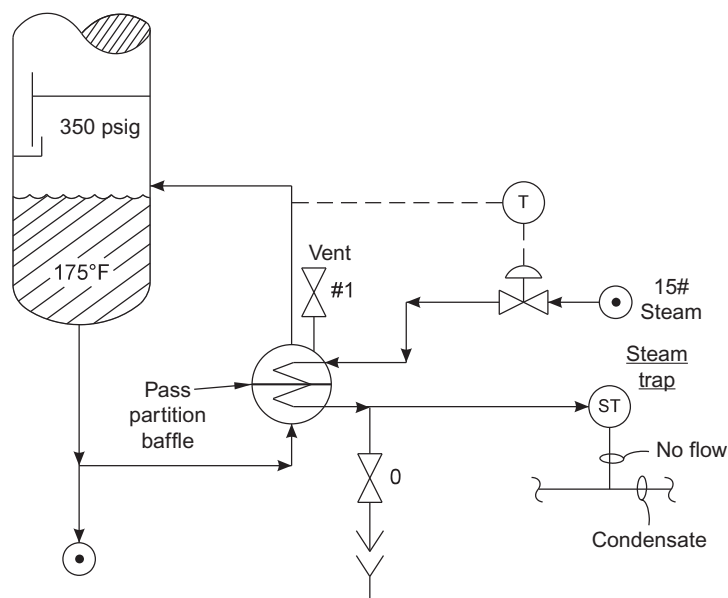 350 psig
T
175°F
Vent
#1
15#
Steam
Steam
trap
Pass
partition
baffle
ST
No flow
0
Condensate